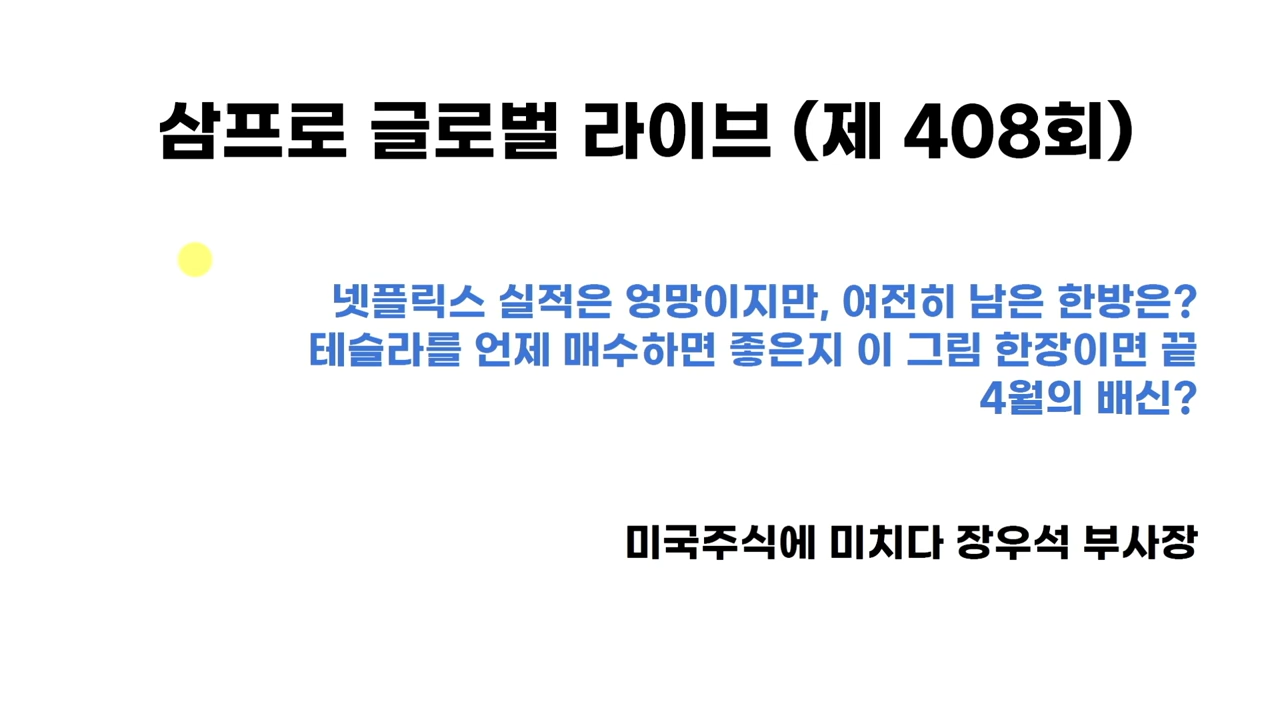 삼프로 글로벌 라이브 (제 408회)
넷플릭스 실적은 엉망이지만, 여전히 남은 한방은?
테슬라를 언제 매수하면 좋은지 이 그림 한장이면 끝
4월의 배신?
미국주식에 미치다 장우석 부사장